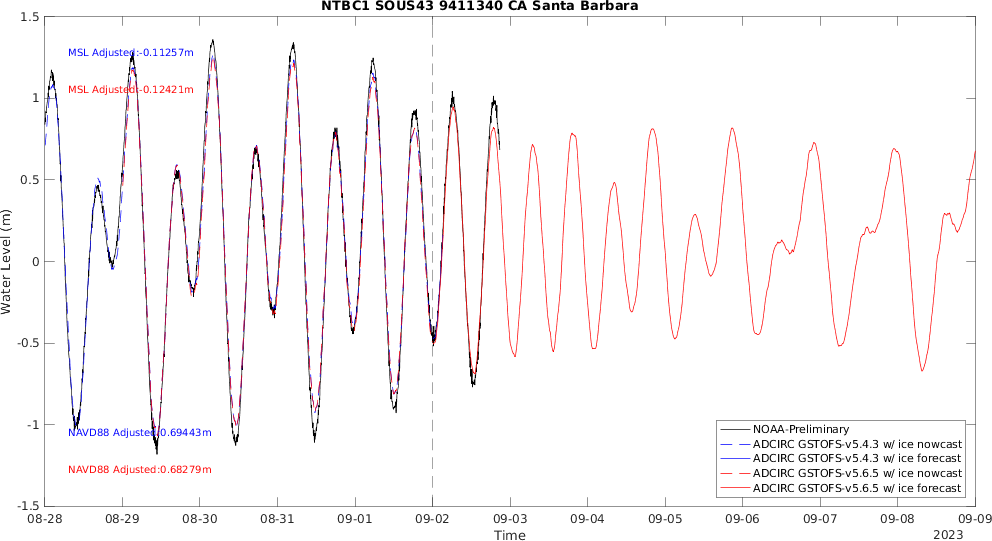 NTBC1 SOUS43 9411340 CA Santa Barbara
1.5
1
0.5
0
-0.5
-1
-1.5
Water Level (m)
MSL Adjusted:-0.11257m
MSL Adjusted:-0.12421m
NAVD88 Adjusted:0.69443m
NAVD88 Adjusted:0.68279m
NOAA-Preliminary
ADCIRC GSTOFS-v5.4.3 w/ ice nowcast
ADCIRC GSTOFS-v5.4.3 w/ ice forecast
ADCIRC GSTOFS-v5.6.5 w/ ice nowcast
ADCIRC GSTOFS-v5.6.5 w/ ice forecast
08-28 08-29 08-30 08-31 09-01 09-02 09-03 09-04 09-05 09-06 09-07 09-08 09-09
Time
2023